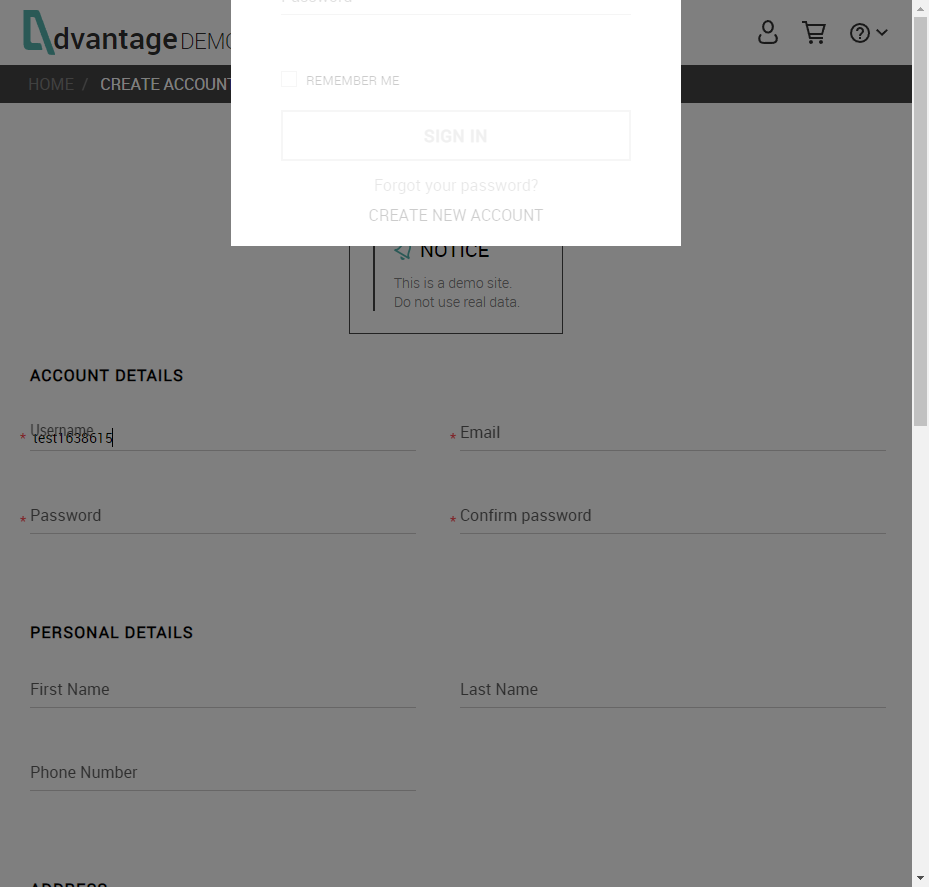 dvantage DEMO
HOME / CREATE ACCOUNT
Password
REMEMBER ME
SIGN IN
Forgot your password?
CREATE NEW ACCOUNT
NOTICE
This is a demo site.
Do not use real data.
ACCOUNT DETAILS
Username
* test1638615
* Email
* Password
* Confirm password
PERSONAL DETAILS
First Name
Last Name
Phone Number
ADDRESS